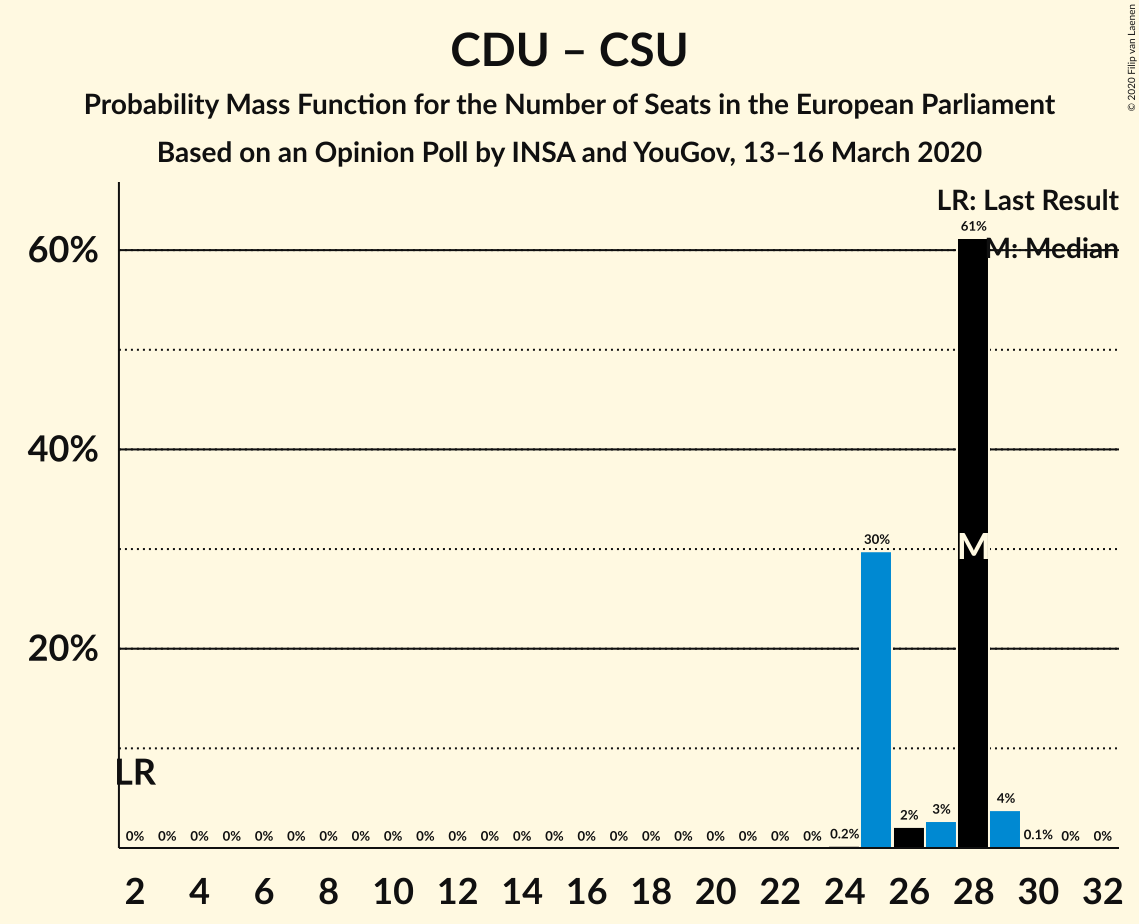 CDU – CSU
Probability Mass Function for the Number of Seats in the European Parliament
Based on an Opinion Poll by INSA and YouGov, 13–16 March 2020
© 2020 Filip van Laenen
LR: Last Result
M: Median
61%
60%
40%
30%
M
20%
LR
0% 0% 0% 0% 0% 0% 0% 0% 0% 0% 0% 0% 0% 0% 0% 0% 0% 0% 0% 0% 0% 0% 0.2% 2% 3% 4% 0.1% 0% 0%
2 4 6 8 10 12 14 16 18 20 22 24 26 28 30 32